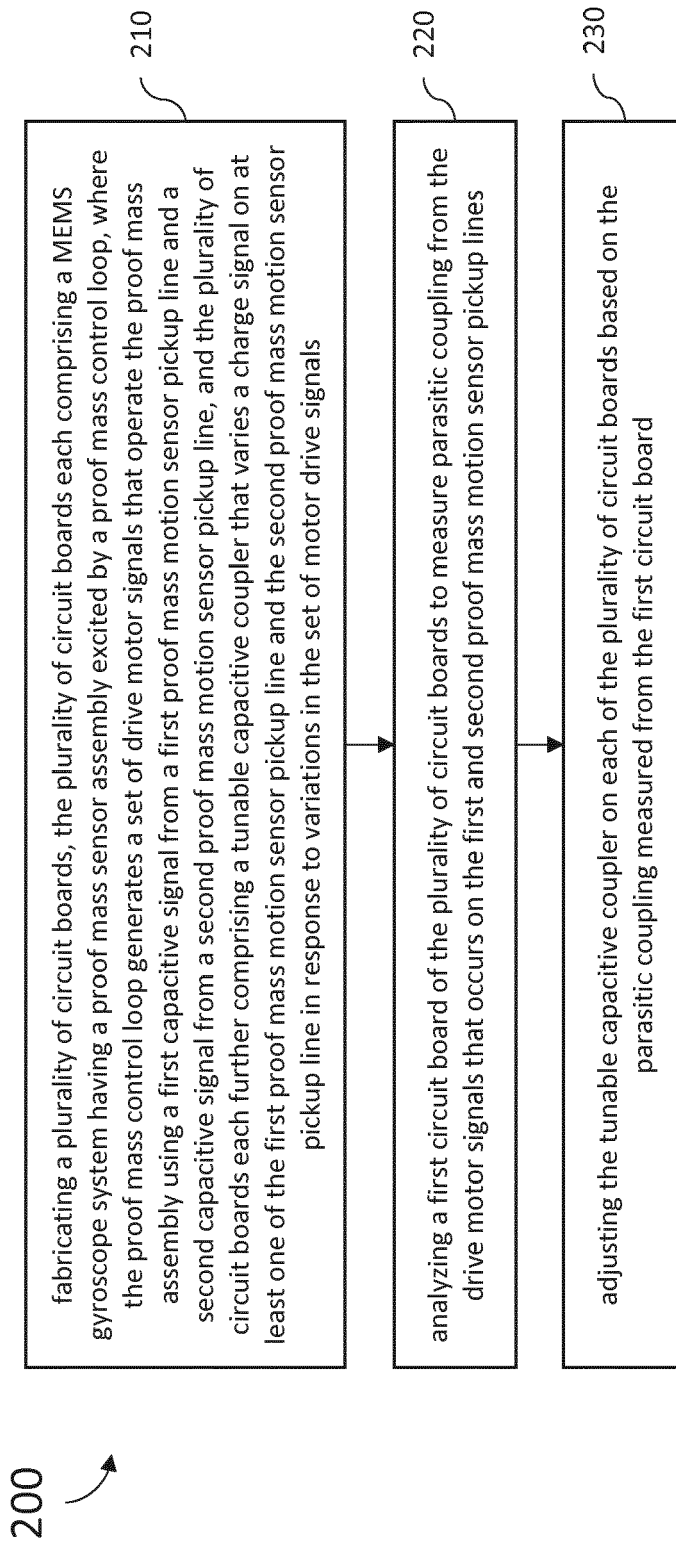 200
210
fabricating a plurality of circuit boards, the plurality of circuit boards each comprising a MEMS
gyroscope system having a proof mass sensor assembly excited by a proof mass control loop, where
the proof mass control loop generates a set of drive motor signals that operate the proof mass
assembly using a first capacitive signal from a first proof mass motion sensor pickup line and a
second capacitive signal from a second proof mass motion sensor pickup line, and the plurality of
circuit boards each further comprising a tunable capacitive coupler that varies a charge signal on at
least one of the first proof mass motion sensor pickup line and the second proof mass motion sensor
pickup line in response to variations in the set of motor drive signals
220
analyzing a first circuit board of the plurality of circuit boards to measure parasitic coupling from the
drive motor signals that occurs on the first and second proof mass motion sensor pickup lines
230
adjusting the tunable capacitive coupler on each of the plurality of circuit boards based on the
parasitic coupling measured from the first circuit board